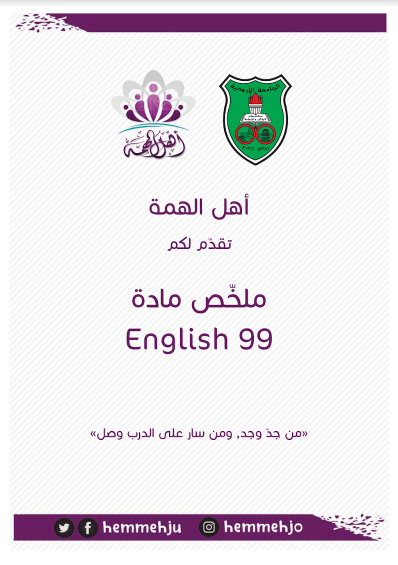 أهل الهمة
الجامعة الأردنية
أهل الهمة
تقدّم لكم
ملخّص مادة
English 99
«من جدّ وجد, ومن سار على الدرب وصل»
hemmehju
hemmehjo